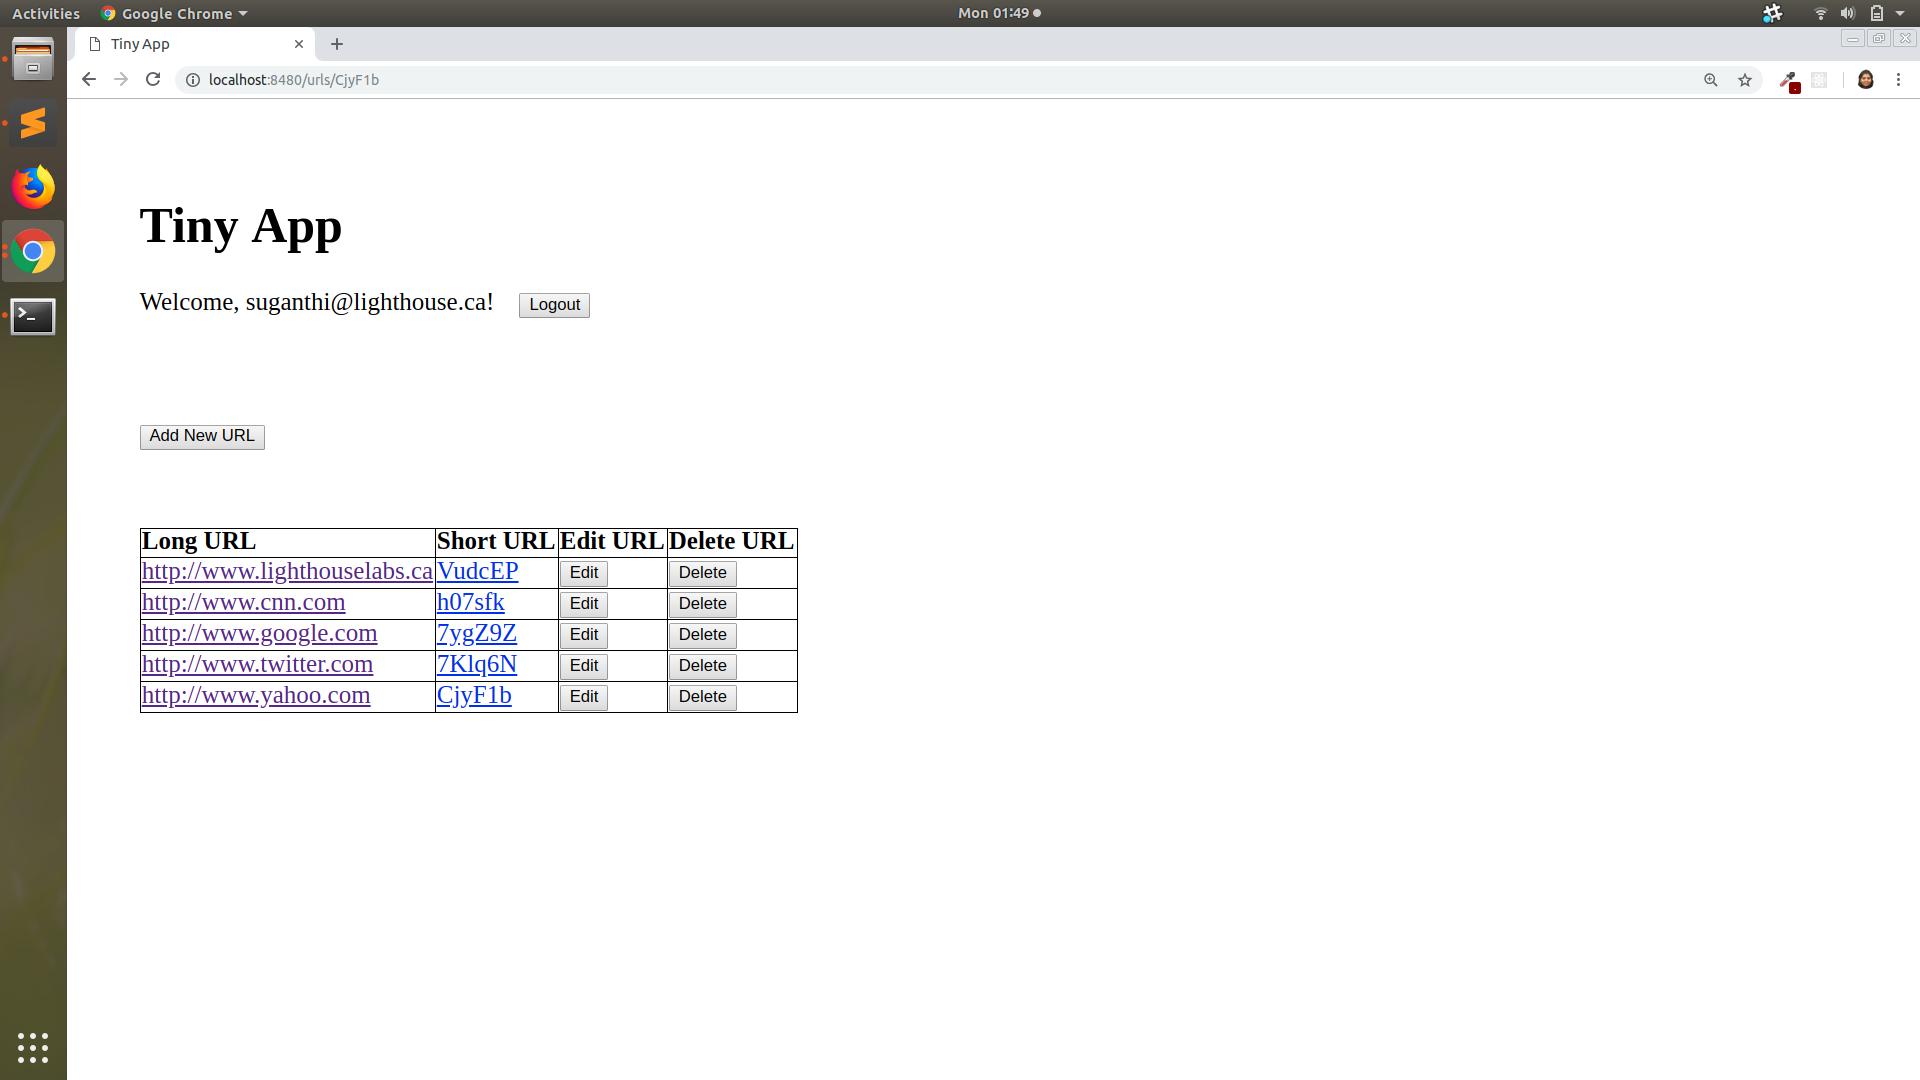 Activities Google Chrome Mon 01:49
Tiny App
localhost:8480/urls/CjyF1b
Tiny App
Welcome, suganthi@lighthouse.ca! Logout
Add New URL
Long URL Short URL Edit URL Delete URL
http://www.lighthouselabs.ca VudcEP Edit Delete
http://www.cnn.com h07sfk Edit Delete
http://www.google.com 7ygZ9Z Edit Delete
http://www.twitter.com 7Klq6N Edit Delete
http://www.yahoo.com CjyF1b Edit Delete